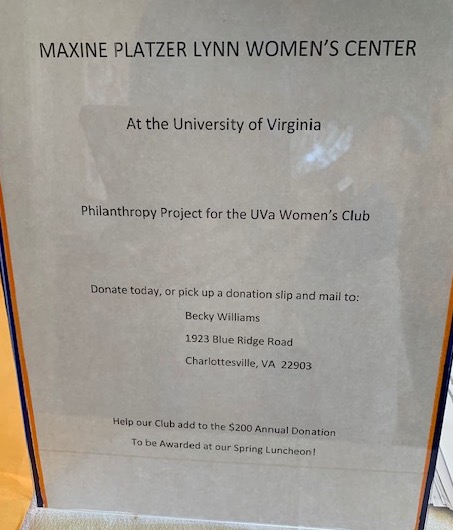 MAXINE PLATZER LYNN WOMEN'S CENTER
At the University of Virginia
Philanthropy Project for the UVa Women's Club
Donate today, or pick up a donation slip and mail to:
Becky Williams
1923 Blue Ridge Road
Charlottesville, VA 22903
Help our Club add to the $200 Annual Donation
To be Awarded at our Spring Luncheon!